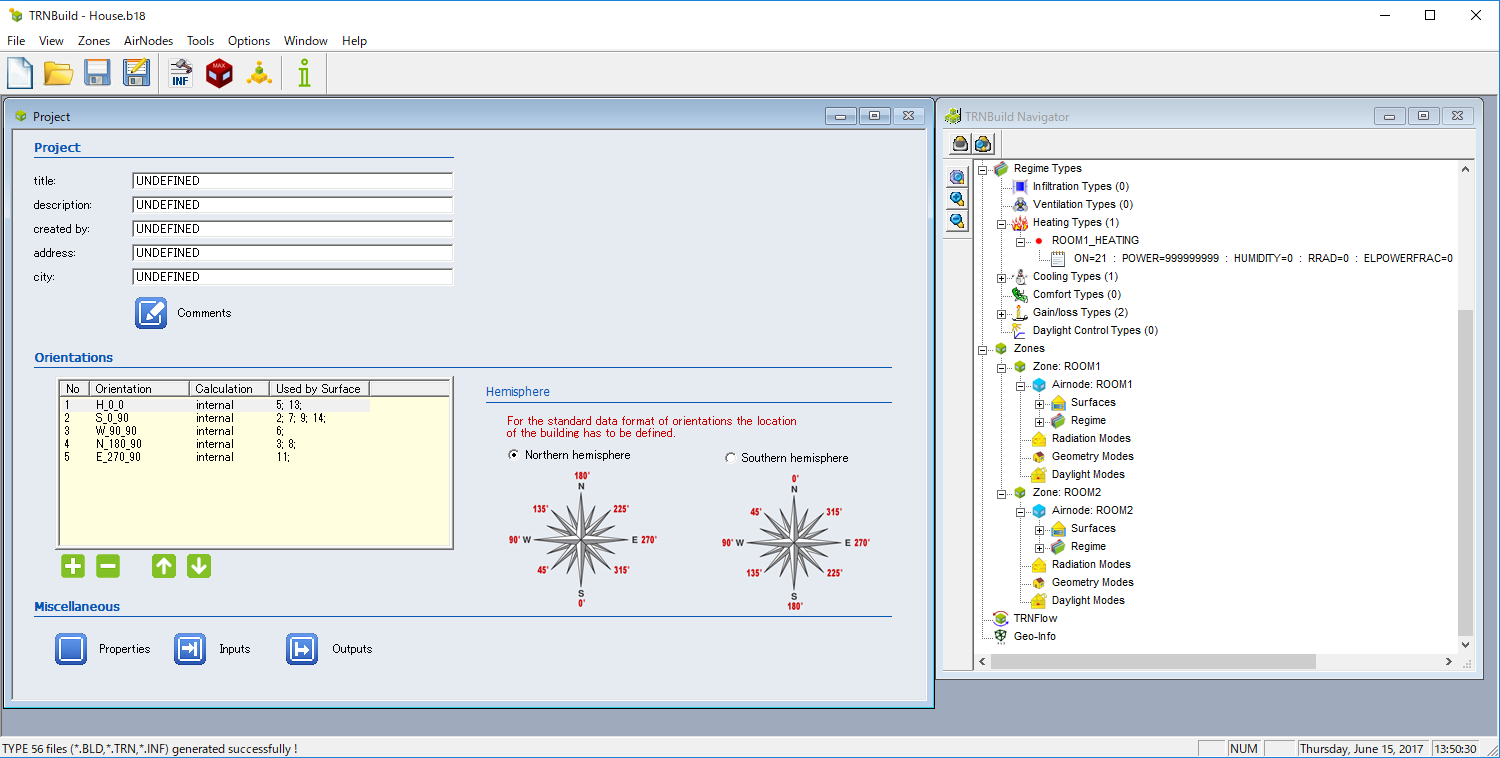 TRNBuild - House.b18
File View Zones AirNodes Tools Options Window Help
INF MAX
Project
Project
title: UNDEFINED
description: UNDEFINED
created by: UNDEFINED
address: UNDEFINED
city: UNDEFINED
Comments
Orientations
No Orientation Calculation Used by Surface
1 H_0_0 internal 5; 13;
2 S_0_90 internal 2; 7; 9; 14;
3 W_90_90 internal 6;
4 N_180_90 internal 3; 8;
5 E_270_90 internal 11;
Hemisphere
For the standard data format of orientations the location
of the building has to be defined.
Northern hemisphere
180°
N
135° 225°
90° W E 270°
45° 315°
S
0°
Southern hemisphere
0°
N
45° 315°
90° W E 270°
135° 225°
S
180°
Miscellaneous
Properties Inputs Outputs
TRNBuild Navigator
Regime Types
Infiltration Types (0)
Ventilation Types (0)
Heating Types (1)
ROOM1_HEATING
ON=21 : POWER=999999999 : HUMIDITY=0 : RRAD=0 : ELPOWERFRAC=0
Cooling Types (1)
Comfort Types (0)
Gain/loss Types (2)
Daylight Control Types (0)
Zones
Zone: ROOM1
Airnode: ROOM1
Surfaces
Regime
Radiation Modes
Geometry Modes
Daylight Modes
Zone: ROOM2
Airnode: ROOM2
Surfaces
Regime
Radiation Modes
Geometry Modes
Daylight Modes
TRNFlow
Geo-Info
TYPE 56 files (*.BLD,*.TRN,*.INF) generated successfully !
NUM Thursday, June 15, 2017 13:50:30